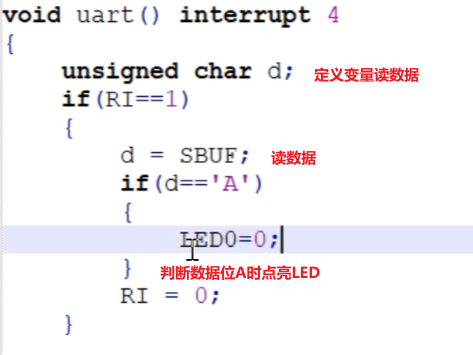 void uart() interrupt 4
{
unsigned char d; 定义变量读数据
if(RI==1)
{
d = SBUF; 读数据
if(d=='A')
{
LED0=0;
}
判断数据位A时点亮LED
RI = 0;
}